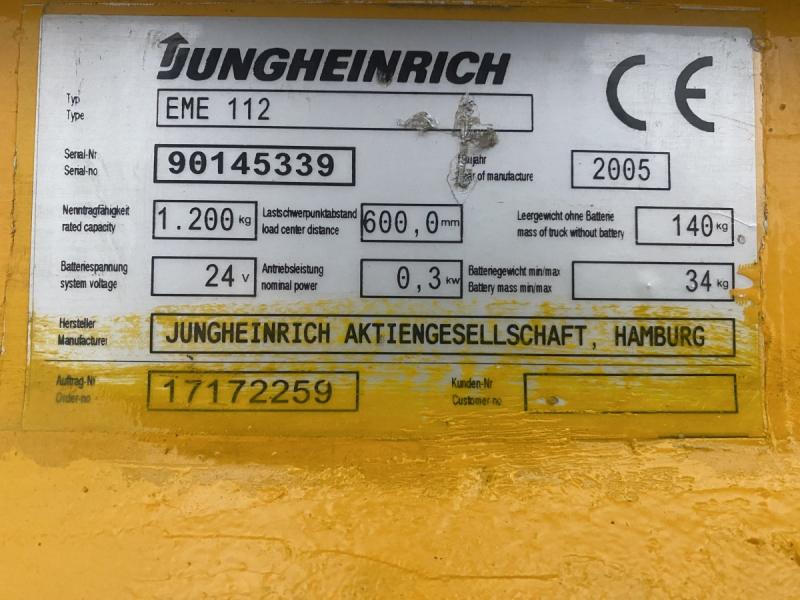 JUNGHEINRICH
CE
Typ
Type
EME 112
Serial-Nr
Serial-no
90145339
of manufacture
2005
Nenntragfähigkeit
rated capacity
1.200 kg
Lastschwerpunktabstand
load center distance
600,0 mm
Leergewicht ohne Batterie
mass of truck without battery
140 kg
Batteriespannung
system voltage
24 V
Antriebsleistung
nominal power
0,3 kw
Batteriegewicht min/max
Battery mass min/max
34 kg
Hersteller
Manufacturer
JUNGHEINRICH AKTIENGESELLSCHAFT, HAMBURG
Auftrag-Nr
Order-no
17172259
Kunden-Nr
Customer-no